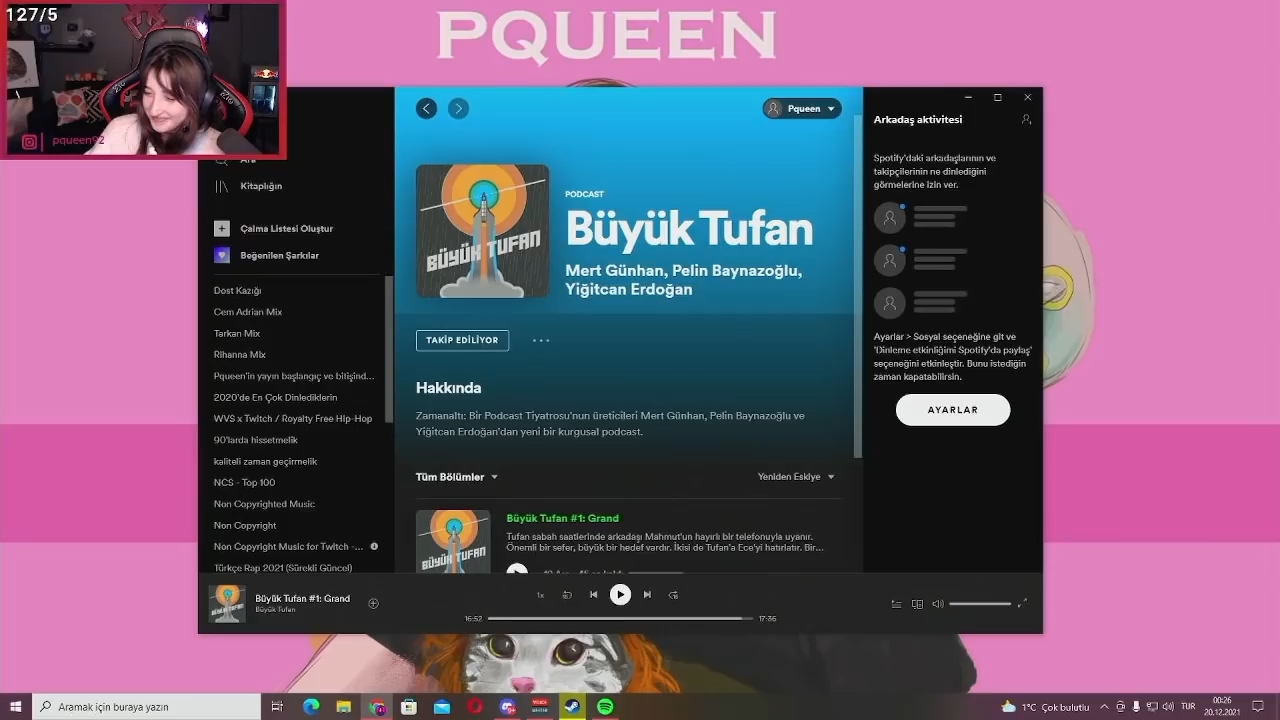 127/5
PQUEEN
pqueen92
Pqueen
Arkadaş aktivitesi
Ara
Kitaplığın
Çalma Listesi Oluştur
Beğenilen Şarkılar
Dost Kazığı
Cem Adrian Mix
Tarkan Mix
Rihanna Mix
Pqueen'in yayın başlangıç ve bitişind...
2020'de En Çok Dinlediklerin
WVS x Twitch / Royalty Free Hip-Hop
90'larda hissetmelik
kaliteli zaman geçirmelik
NCS - Top 100
Non Copyrighted Music
Non Copyright
Non Copyright Music for Twitch -...
Türkçe Rap 2021 (Sürekli Güncel)
BÜYÜK TUFAN
PODCAST
Büyük Tufan
Mert Günhan, Pelin Baynazoğlu,
Yiğitcan Erdoğan
TAKİP EDİLİYOR
Hakkında
Zamanaltı: Bir Podcast Tiyatrosu'nun üreticileri Mert Günhan, Pelin Baynazoğlu ve
Yiğitcan Erdoğan'dan yeni bir kurgusal podcast.
Tüm Bölümler
Yeniden Eskiye
BÜYÜK TUFAN
Büyük Tufan #1: Grand
Tufan sabah saatlerinde arkadaşı Mahmut'un hayırlı bir telefonuyla uyanır.
Önemli bir sefer, büyük bir hedef vardır. İkisi de Tufan'a Ece'yi hatırlatır. Bir...
Spotify'daki arkadaşlarının ve
takipçilerinin ne dinlediğini
görmelerine izin ver.
Ayarlar > Sosyal seçeneğine git ve
'Dinleme etkinliğimi Spotify'da paylaş'
seçeneğini etkinleştir. Bunu istediğin
zaman kapatabilirsin.
AYARLAR
Büyük Tufan #1: Grand
Büyük Tufan
1x
16:52
17:36
Aramak için buraya yazın
1°C Çok bulutlu
TUR
00:26
20.12.2021